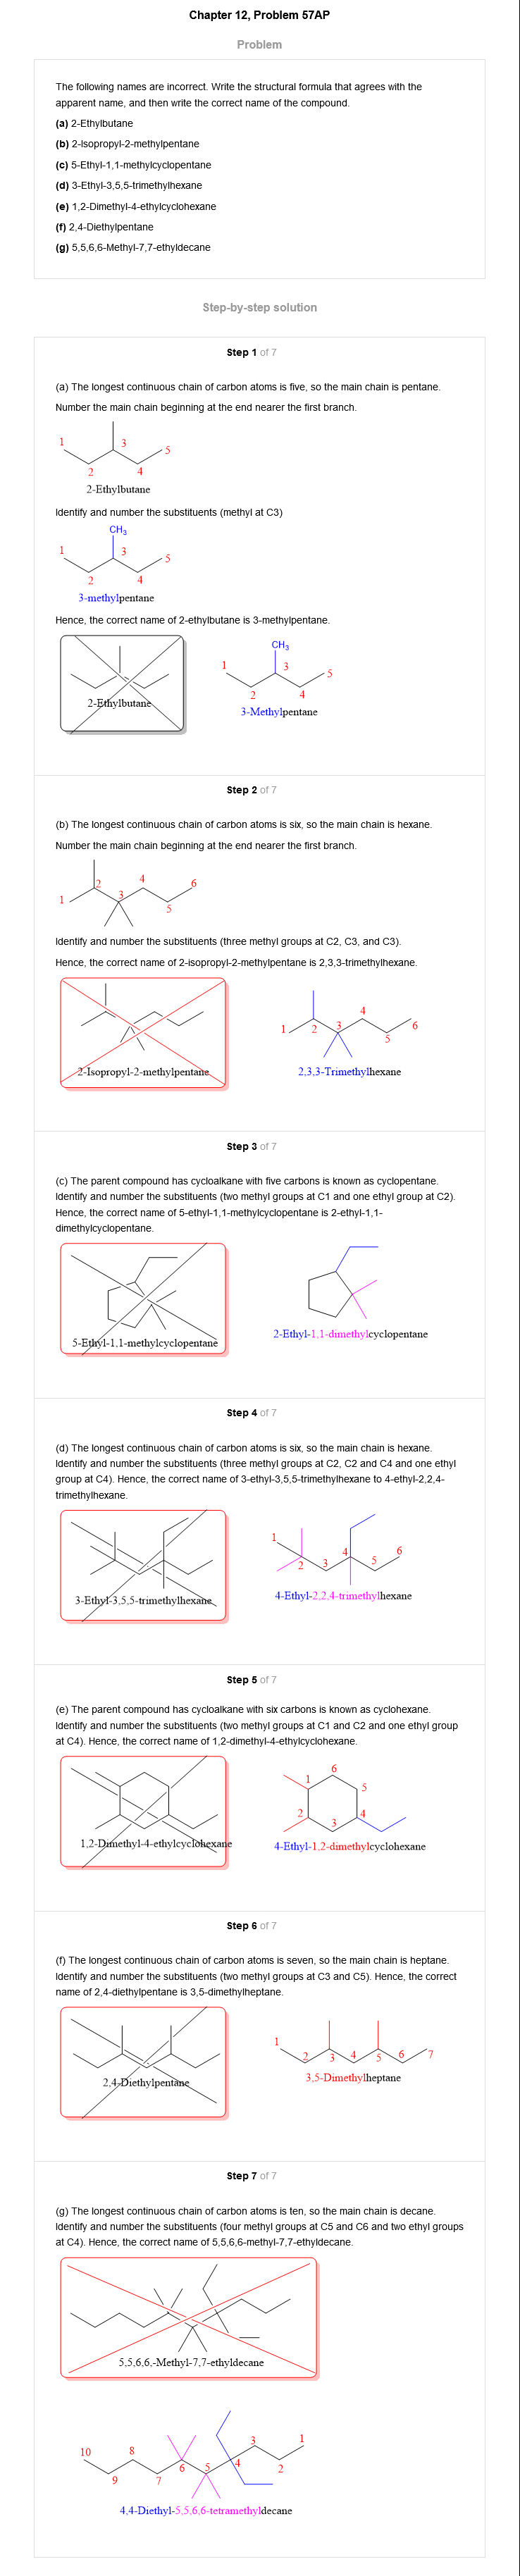 Chapter 12, Problem 57AP
Problem
The following names are incorrect. Write the structural formula that agrees with the
apparent name, and then write the correct name of the compound.
(a) 2-Ethylbutane
(b) 2-Isopropyl-2-methylpentane
(c) 5-Ethyl-1,1-methylcyclopentane
(d) 3-Ethyl-3,5,5-trimethylhexane
(e) 1,2-Dimethyl-4-ethylcyclohexane
(f) 2,4-Diethylpentane
(g) 5,5,6,6-Methyl-7,7-ethyldecane
Step-by-step solution
Step 1 of 7
(a) The longest continuous chain of carbon atoms is five, so the main chain is pentane.
Number the main chain beginning at the end nearer the first branch.
1 3 5
2 4
2-Ethylbutane
Identify and number the substituents (methyl at C3)
CH3
1 3 5
2 4
3-methylpentane
Hence, the correct name of 2-ethylbutane is 3-methylpentane.
CH3
1 3 5
2 4
2-Ethylbutane
3-Methylpentane
Step 2 of 7
(b) The longest continuous chain of carbon atoms is six, so the main chain is hexane.
Number the main chain beginning at the end nearer the first branch.
2 4 6
1 3 5
Identify and number the substituents (three methyl groups at C2, C3, and C3).
Hence, the correct name of 2-isopropyl-2-methylpentane is 2,3,3-trimethylhexane.
4 6
1 2 3 5
2-Isopropyl-2-methylpentane
2,3,3-Trimethylhexane
Step 3 of 7
(c) The parent compound has cycloalkane with five carbons is known as cyclopentane.
Identify and number the substituents (two methyl groups at C1 and one ethyl group at C2).
Hence, the correct name of 5-ethyl-1,1-methylcyclopentane is 2-ethyl-1,1-
dimethylcyclopentane.
5-Ethyl-1,1-methylcyclopentane
2-Ethyl-1,1-dimethylcyclopentane
Step 4 of 7
(d) The longest continuous chain of carbon atoms is six, so the main chain is hexane.
Identify and number the substituents (three methyl groups at C2, C2 and C4 and one ethyl
group at C4). Hence, the correct name of 3-ethyl-3,5,5-trimethylhexane to 4-ethyl-2,2,4-
trimethylhexane.
1 4 6
2 3 5
3-Ethyl-3,5,5-trimethylhexane
4-Ethyl-2,2,4-trimethylhexane
Step 5 of 7
(e) The parent compound has cycloalkane with six carbons is known as cyclohexane.
Identify and number the substituents (two methyl groups at C1 and C2 and one ethyl group
at C4). Hence, the correct name of 1,2-dimethyl-4-ethylcyclohexane.
6
1 5
2 4
3
1,2-Dimethyl-4-ethylcyclohexane
4-Ethyl-1,2-dimethylcyclohexane
Step 6 of 7
(f) The longest continuous chain of carbon atoms is seven, so the main chain is heptane.
Identify and number the substituents (two methyl groups at C3 and C5). Hence, the correct
name of 2,4-diethylpentane is 3,5-dimethylheptane.
1
2 3 4 5 6 7
2,4-Diethylpentane
3,5-Dimethylheptane
Step 7 of 7
(g) The longest continuous chain of carbon atoms is ten, so the main chain is decane.
Identify and number the substituents (four methyl groups at C5 and C6 and two ethyl groups
at C4). Hence, the correct name of 5,5,6,6-methyl-7,7-ethyldecane.
5,5,6,6,-Methyl-7,7-ethyldecane
10 8 3 1
9 7 6 5 4 2
4,4-Diethyl-5,5,6,6-tetramethyldecane